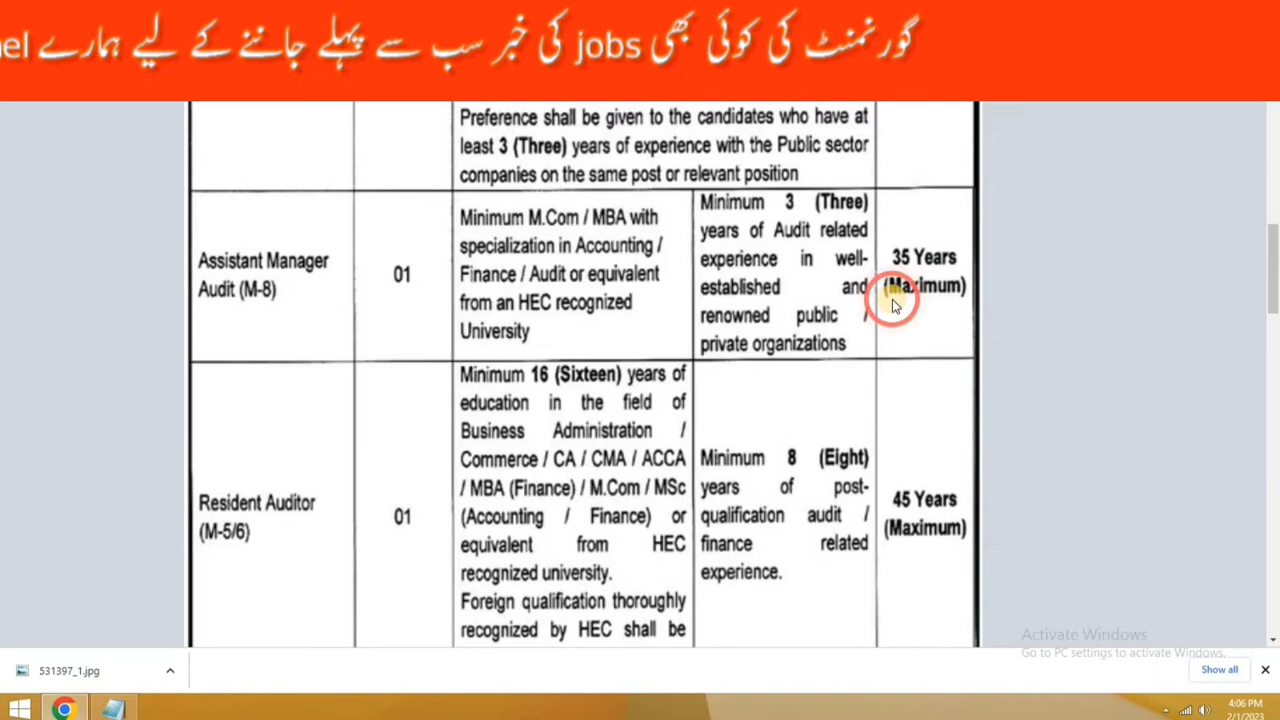 گورنمنٹ کی کوئی بھی jobs کی خبر سب سے پہلے جاننے کے لیے ہمارے nel
Preference shall be given to the candidates who have at
least 3 (Three) years of experience with the Public sector
companies on the same post or relevant position
Assistant Manager
Audit (M-8)
01
Minimum M.Com / MBA with
specialization in Accounting /
Finance / Audit or equivalent
from an HEC recognized
University
Minimum 3 (Three)
years of Audit related
experience in well-
established and
renowned public /
private organizations
35 Years
(Maximum)
Resident Auditor
(M-5/6)
01
Minimum 16 (Sixteen) years of
education in the field of
Business Administration /
Commerce / CA / CMA / ACCA
/ MBA (Finance) / M.Com / MSc
(Accounting / Finance) or
equivalent from HEC
recognized university.
Foreign qualification thoroughly
recognized by HEC shall be
Minimum 8 (Eight)
years of post-
qualification audit /
finance related
experience.
45 Years
(Maximum)
Activate Windows
Go to PC settings to activate Windows.
531397_1.jpg
Show all
4:06 PM
2/1/2023